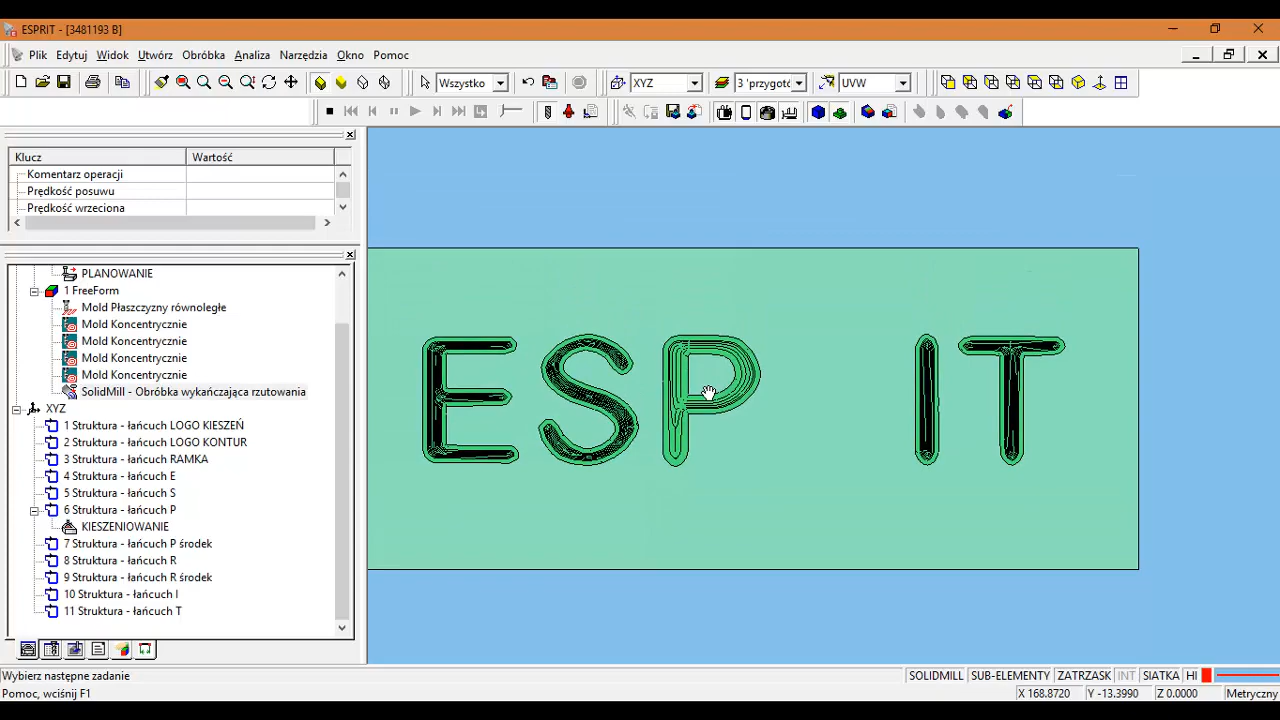 ESPRIT - [3481193 B]
Plik Edytuj Widok Utwórz Obróbka Analiza Narzędzia Okno Pomoc
Wszystko XYZ 3 'przygotó UVW
Klucz Wartość
Komentarz operacji
Prędkość posuwu
Prędkość wrzeciona
PLANOWANIE
1 FreeForm
Mold Płaszczyzny równoległe
Mold Koncentrycznie
Mold Koncentrycznie
Mold Koncentrycznie
Mold Koncentrycznie
SolidMill - Obróbka wykańczająca rzutowania
XYZ
1 Struktura - łańcuch LOGO KIESZEŃ
2 Struktura - łańcuch LOGO KONTUR
3 Struktura - łańcuch RAMKA
4 Struktura - łańcuch E
5 Struktura - łańcuch S
6 Struktura - łańcuch P
KIESZENIOWANIE
7 Struktura - łańcuch P środek
8 Struktura - łańcuch R
9 Struktura - łańcuch R środek
10 Struktura - łańcuch I
11 Struktura - łańcuch T
ESP IT
Wybierz następne zadanie
SOLIDMILL SUB-ELEMENTY ZATRZASK INT SIATKA HI
Pomoc, wciśnij F1
X 168.8720 Y -13.3990 Z 0.0000 Metryczny